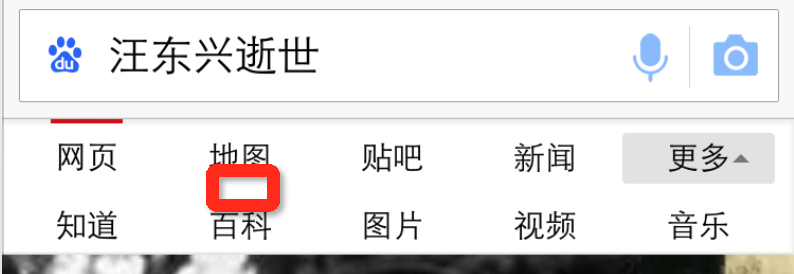 du 汪东兴逝世
网页 地图 贴吧 新闻 更多
知道 百科 图片 视频 音乐